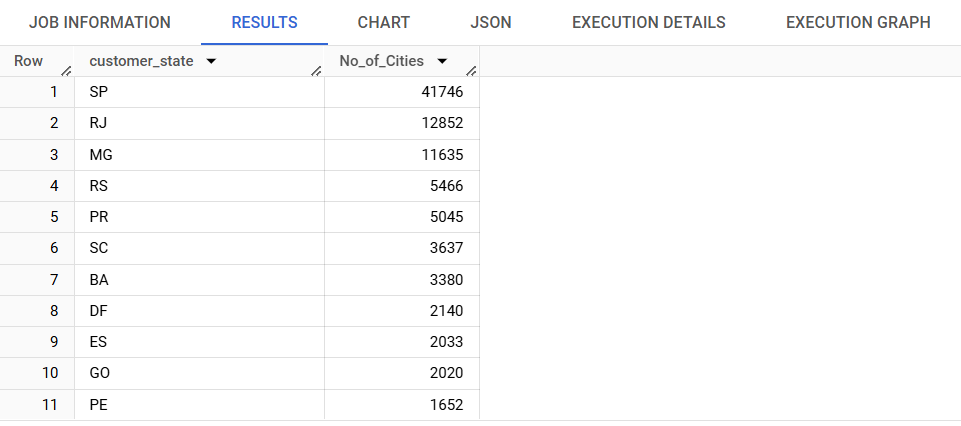 JOB INFORMATION RESULTS CHART JSON EXECUTION DETAILS EXECUTION GRAPH
Row customer_state No_of_Cities
1 SP 41746
2 RJ 12852
3 MG 11635
4 RS 5466
5 PR 5045
6 SC 3637
7 BA 3380
8 DF 2140
9 ES 2033
10 GO 2020
11 PE 1652